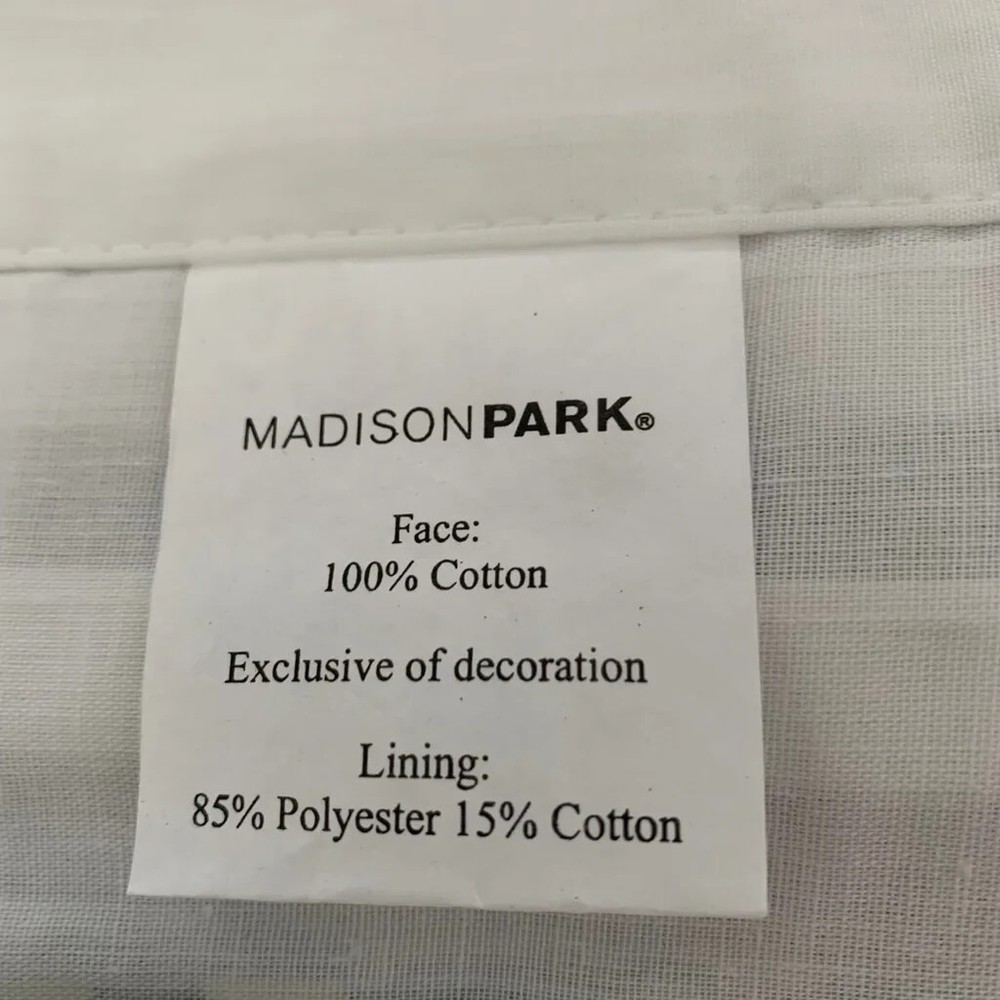 MADISONPARK®
Face:
100% Cotton
Exclusive of decoration
Lining:
85% Polyester 15% Cotton